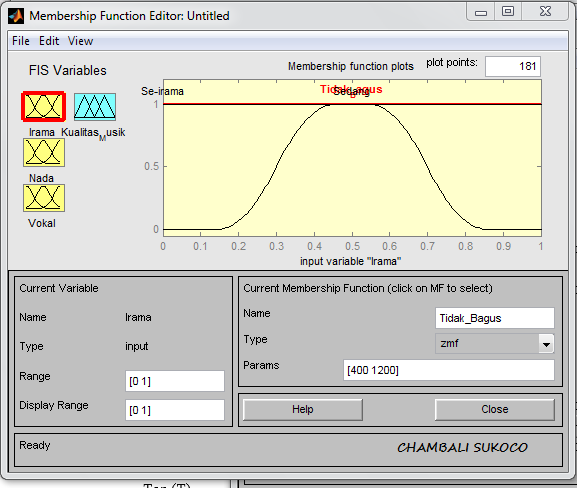 Membership Function Editor: Untitled
File Edit View
FIS Variables
Irama KualitasMusik
Nada
Vokal
Membership function plots plot points: 181
Se-irama Tidak_Bagus
1
0.5
0
0 0.1 0.2 0.3 0.4 0.5 0.6 0.7 0.8 0.9 1
input variable "Irama"
Current Variable
Name Irama
Type input
Range [0 1]
Display Range [0 1]
Current Membership Function (click on MF to select)
Name Tidak_Bagus
Type zmf
Params [400 1200]
Help Close
Ready CHAMBALI SUKOCO